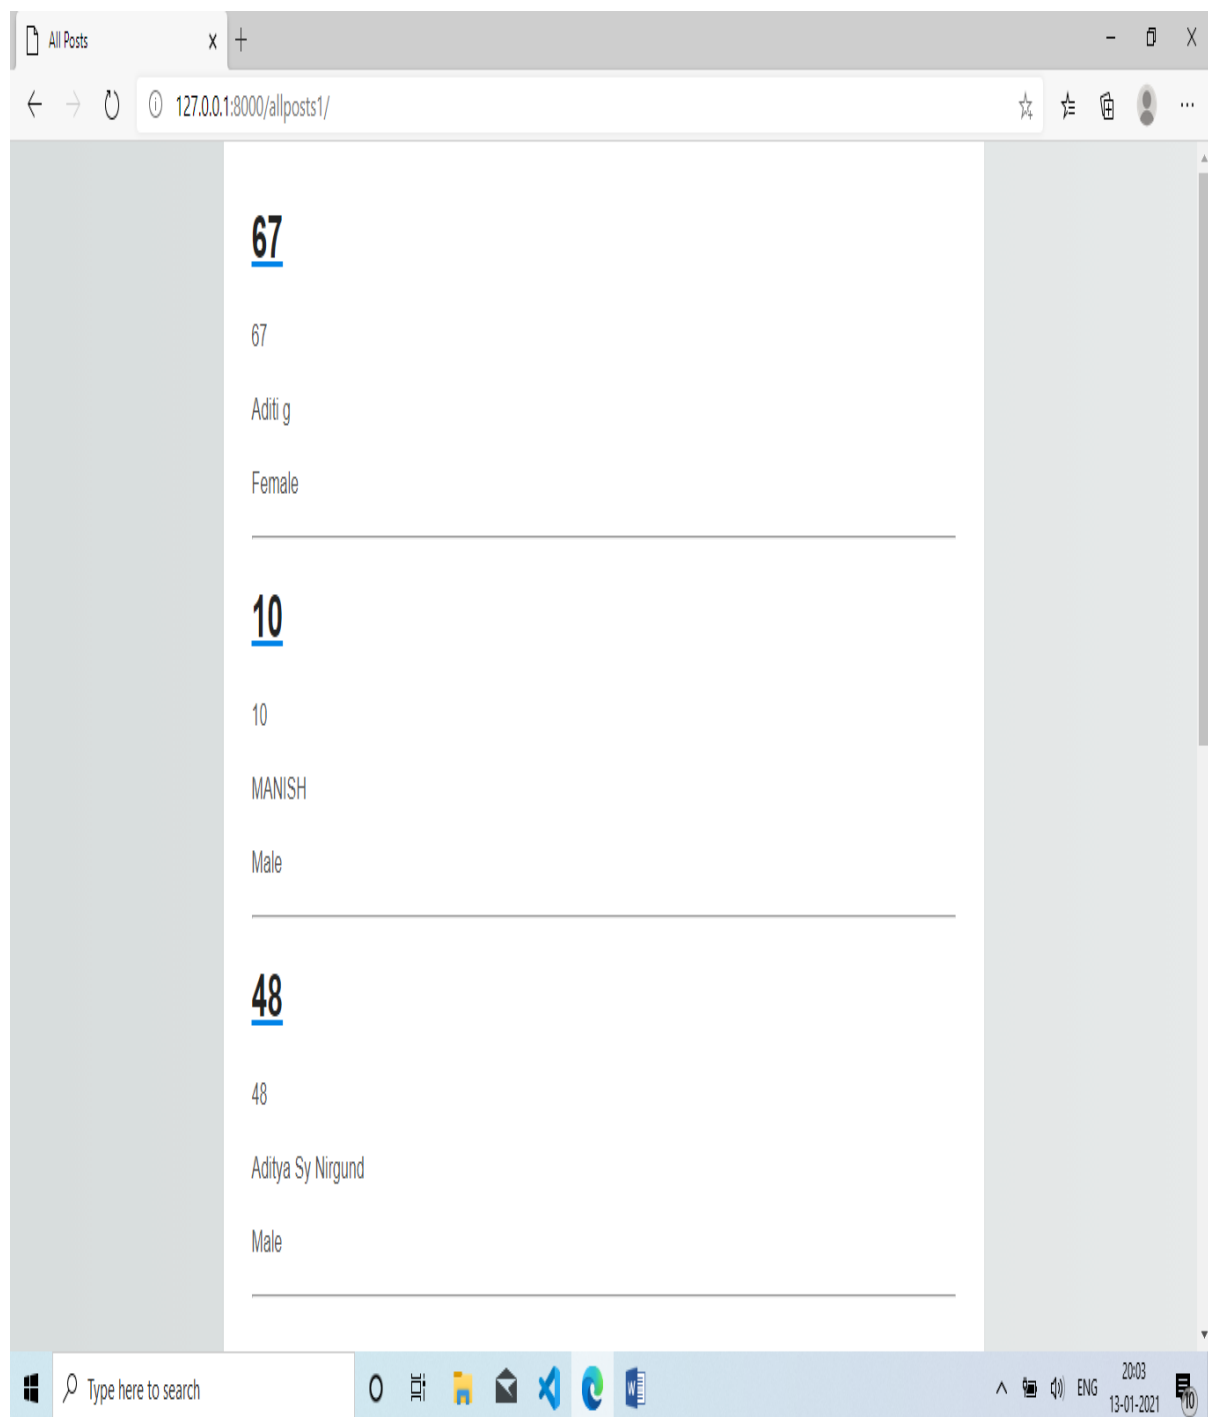 All Posts
127.0.0.1:8000/allposts1/
67
67
Aditi g
Female
10
10
MANISH
Male
48
48
Aditya Sy Nirgund
Male
Type here to search
ENG
20:03
13-01-2021
10